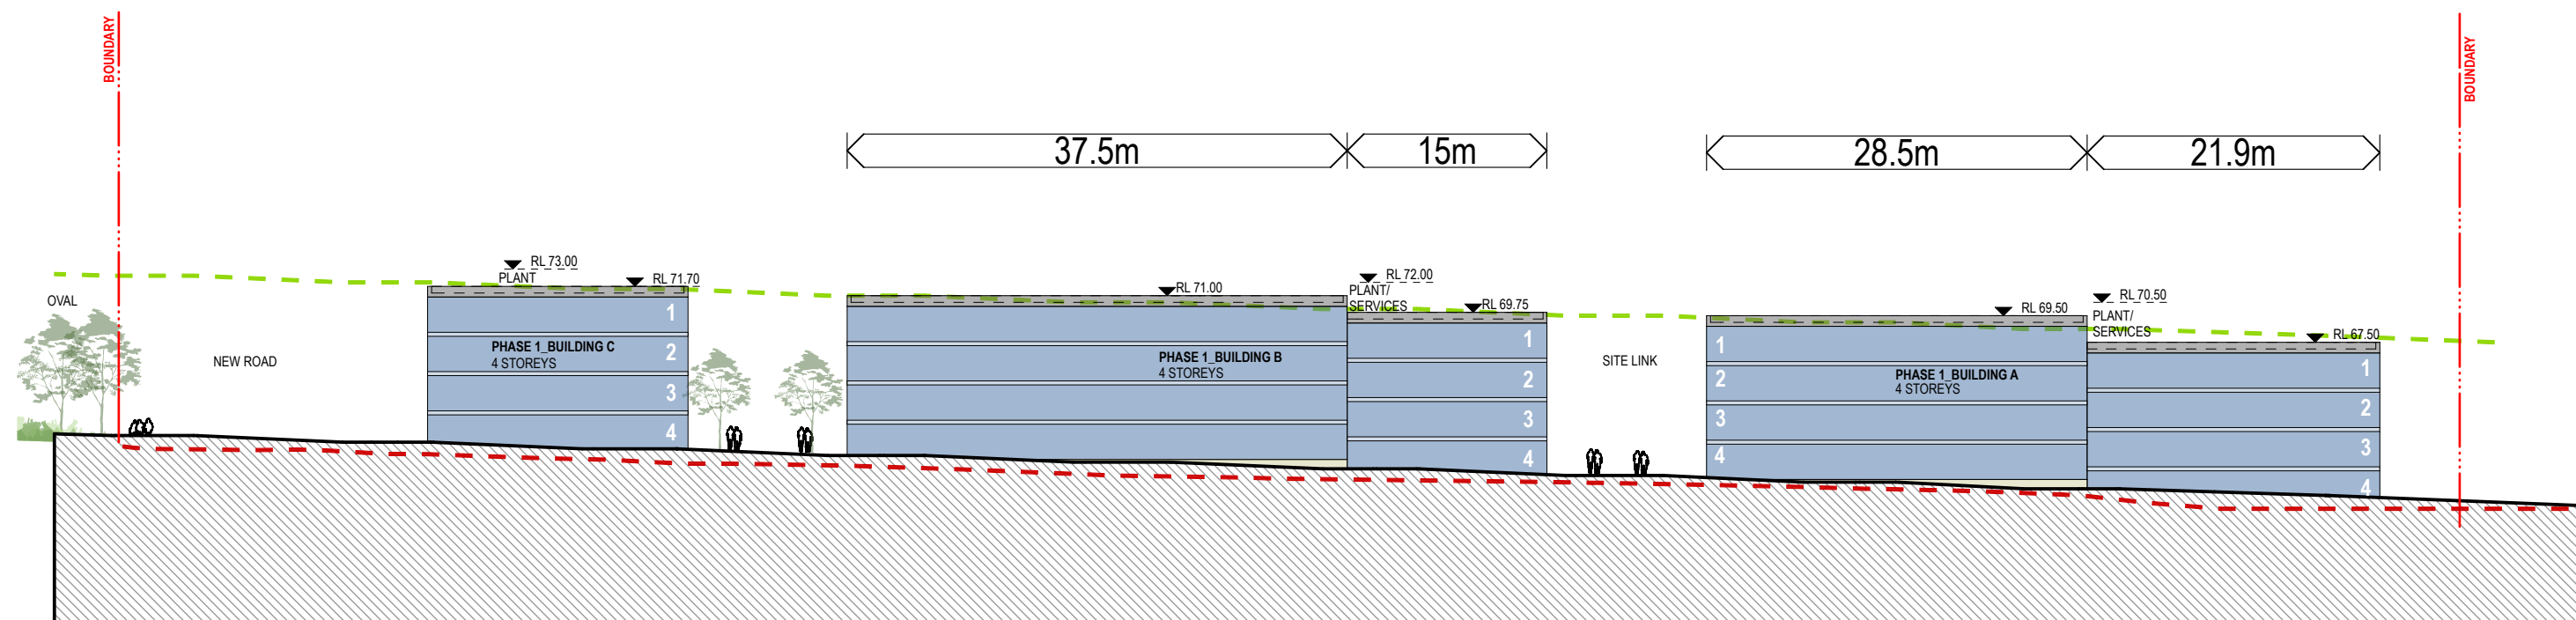 BOUNDARY
BOUNDARY
37.5m
15m
28.5m
21.9m
RL 73.00
PLANT
RL 71.70
RL 71.00
RL 72.00
PLANT/
SERVICES
RL 69.75
RL 69.50
RL 70.50
PLANT/
SERVICES
RL 67.50
OVAL
NEW ROAD
PHASE 1_BUILDING C
4 STOREYS
1
2
3
4
PHASE 1_BUILDING B
4 STOREYS
1
2
3
4
SITE LINK
1
2
3
4
PHASE 1_BUILDING A
4 STOREYS
1
2
3
4